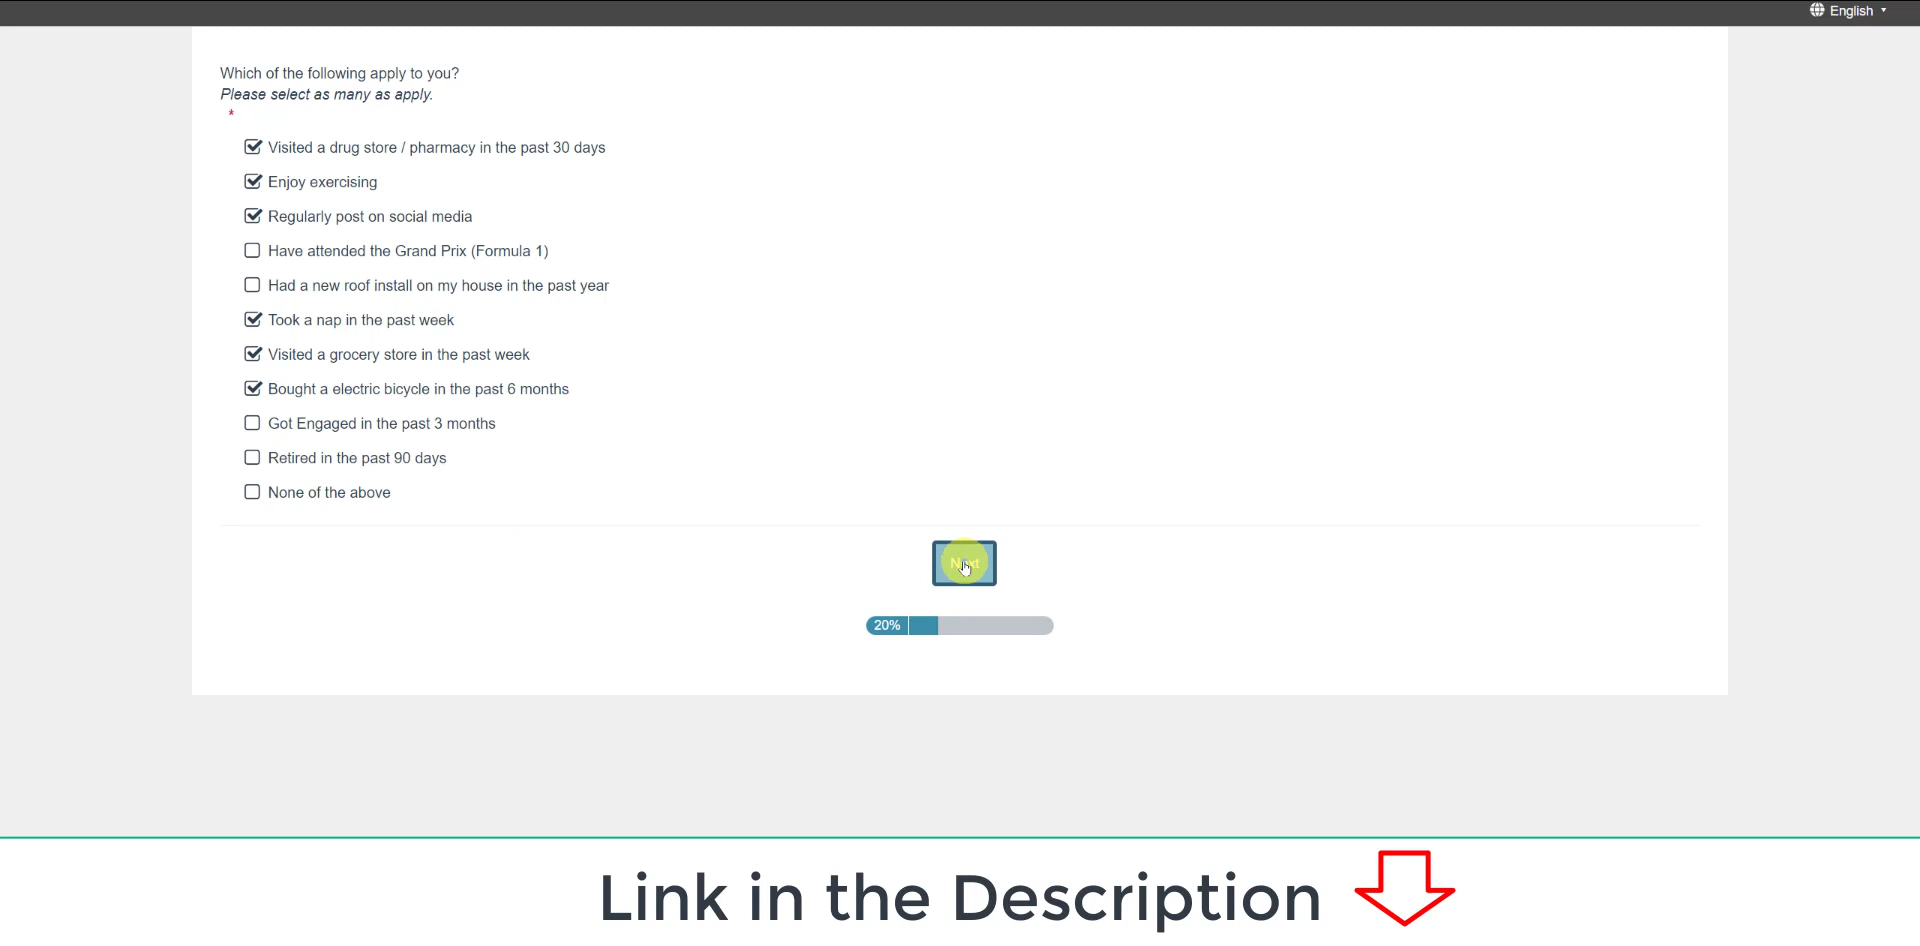 English
Which of the following apply to you?
Please select as many as apply.
*
Visited a drug store / pharmacy in the past 30 days
Enjoy exercising
Regularly post on social media
Have attended the Grand Prix (Formula 1)
Had a new roof install on my house in the past year
Took a nap in the past week
Visited a grocery store in the past week
Bought a electric bicycle in the past 6 months
Got Engaged in the past 3 months
Retired in the past 90 days
None of the above
Next
20%
Link in the Description